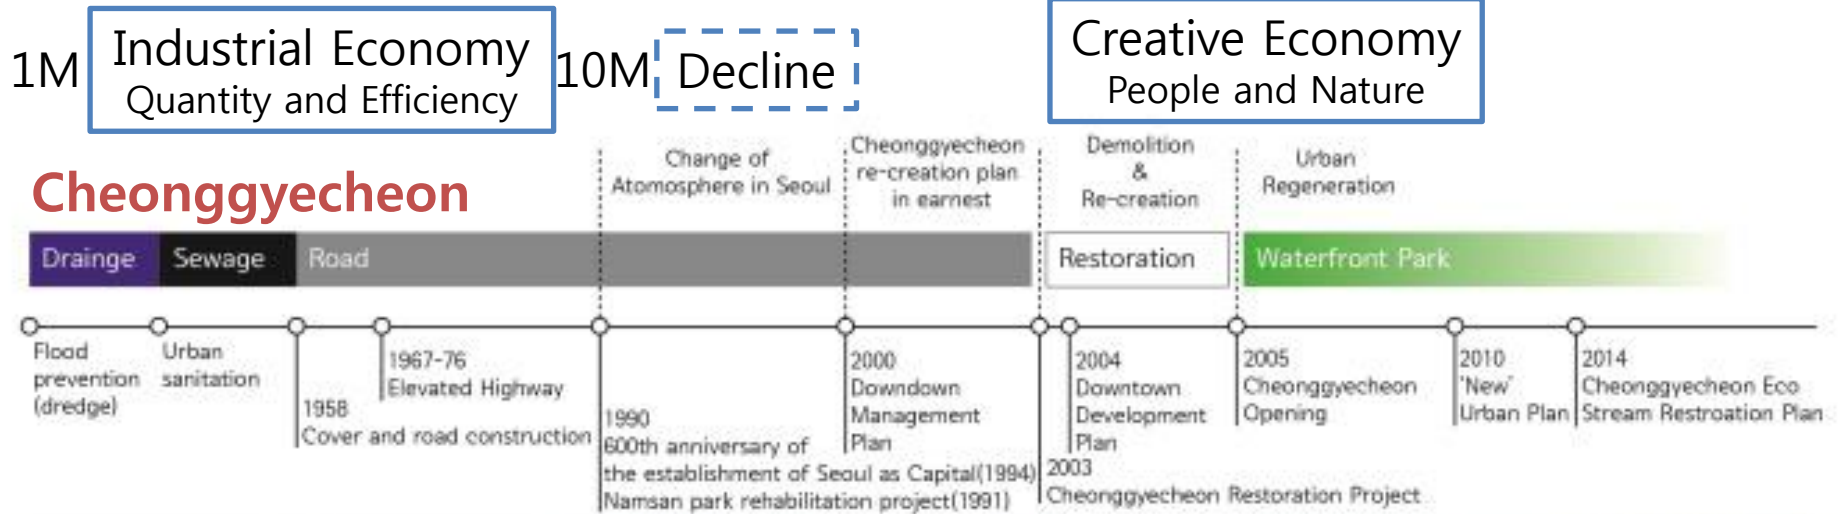 1M
Industrial Economy
Quantity and Efficiency
10M
Decline
Creative Economy
People and Nature
Cheonggyecheon
Change of
Atomosphere in Seoul
Cheonggyecheon
re-creation plan
in earnest
Demolition
&
Re-creation
Urban
Regeneration
Drainge
Sewage
Road
Restoration
Waterfront Park
Flood
prevention
(dredge)
Urban
sanitation
1958
Cover and road construction
1967-76
Elevated Highway
1990
600th anniversary of
the establishment of Seoul as Capital(1994)
Namsan park rehabilitation project(1991)
2000
Downdown
Management
Plan
2003
Cheonggyecheon Restoration Project
2004
Downtown
Development
Plan
2005
Cheonggyecheon
Opening
2010
'New'
Urban Plan
2014
Cheonggyecheon Eco
Stream Restroation Plan